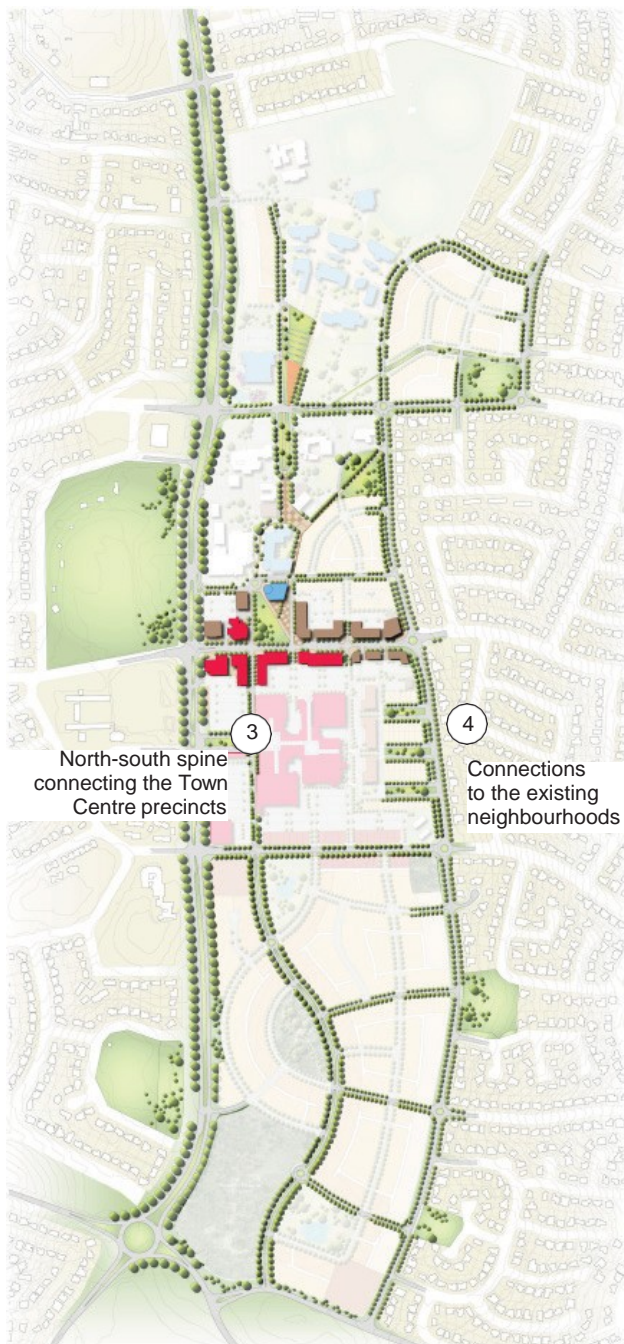 3
North-south spine
connecting the Town
Centre precincts
4
Connections
to the existing
neighbourhoods